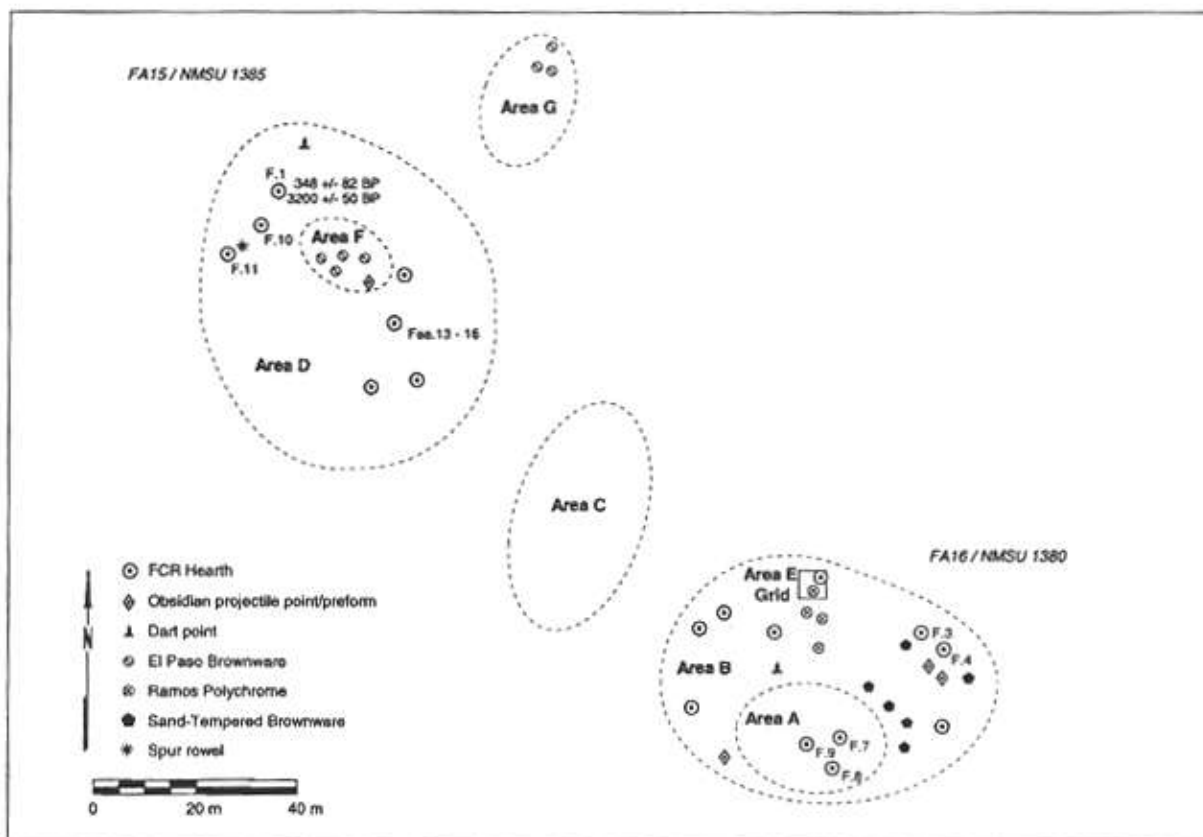 FA15 / NMSU 1385
Area G
F.1
348 +/- 82 BP
3200 +/- 50 BP
F.10
Area F
F.11
Fea.13 - 16
Area D
Area C
FA16 / NMSU 1380
Area E
Grid
F.3
F.4
Area B
Area A
F.7
F.9
F.8
N
FCR Hearth
Obsidian projectile point/preform
Dart point
El Paso Brownware
Ramos Polychrome
Sand-Tempered Brownware
Spur rowel
0 20 m 40 m